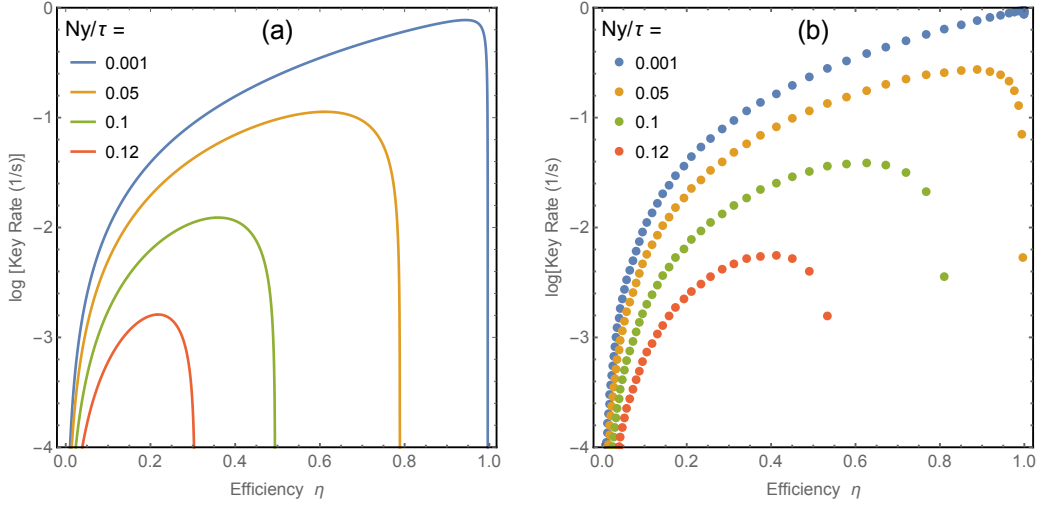 Ny/τ =
(a)
0.001
0.05
0.1
0.12
0
−1
−2
−3
−4
log [Key Rate (1/s)]
0.0 0.2 0.4 0.6 0.8 1.0
Efficiency η
Ny/τ =
(b)
0.001
0.05
0.1
0.12
0
−1
−2
−3
−4
log[Key Rate (1/s)
0.0 0.2 0.4 0.6 0.8 1.0
Efficiency η